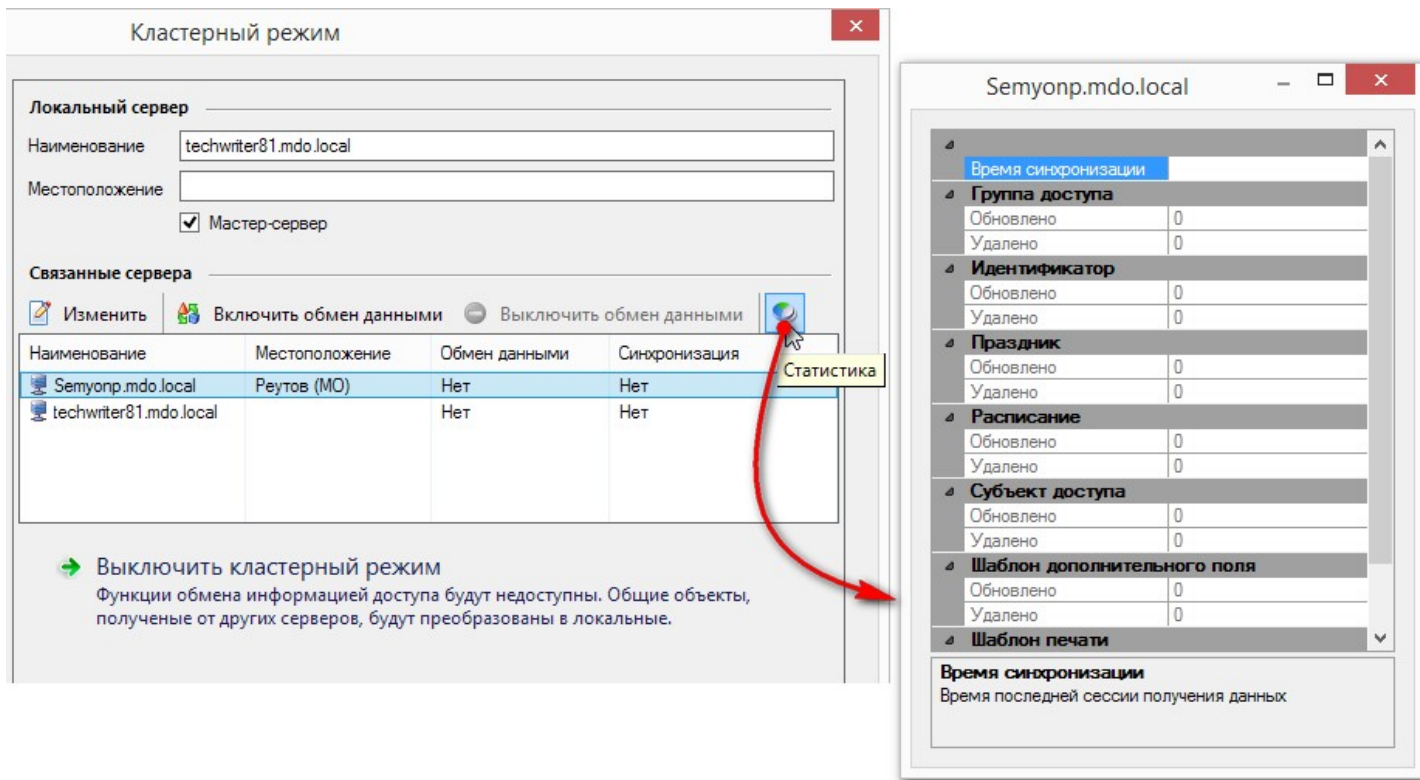 Кластерный режим
Локальный сервер
Наименование techwriter81.mdo.local
Местоположение
Мастер-сервер
Связанные сервера
Изменить Включить обмен данными Выключить обмен данными
Статистика
Наименование Местоположение Обмен данными Синхронизация
Semyonp.mdo.local Реутов (МО) Нет Нет
techwriter81.mdo.local Нет Нет
Выключить кластерный режим
Функции обмена информацией доступа будут недоступны. Общие объекты,
полученые от других серверов, будут преобразованы в локальные.
Semyonp.mdo.local
Время синхронизации
Группа доступа
Обновлено 0
Удалено 0
Идентификатор
Обновлено 0
Удалено 0
Праздник
Обновлено 0
Удалено 0
Расписание
Обновлено 0
Удалено 0
Субъект доступа
Обновлено 0
Удалено 0
Шаблон дополнительного поля
Обновлено 0
Удалено 0
Шаблон печати
Время синхронизации
Время последней сессии получения данных